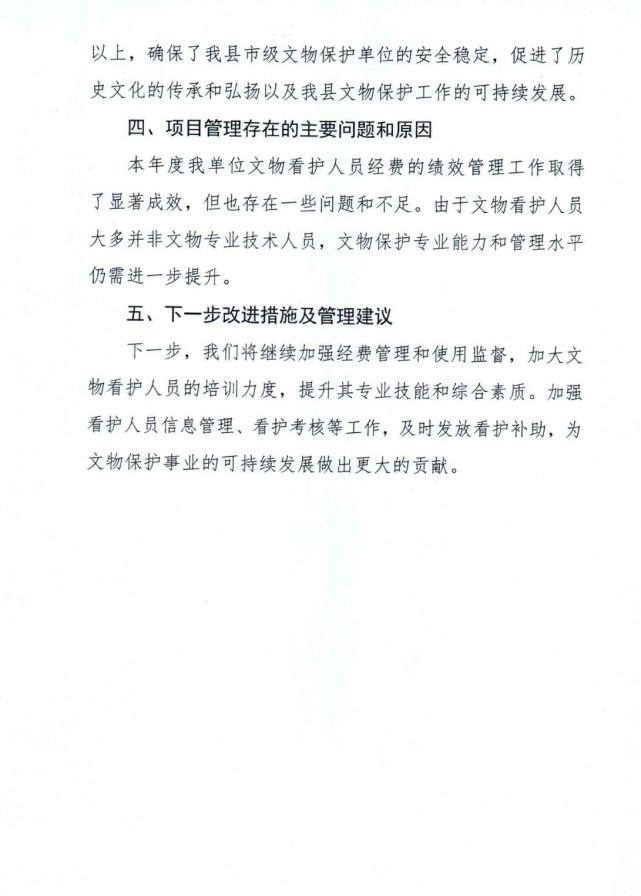 以上，确保了我县市级文物保护单位的安全稳定，促进了历
史文化的传承和弘扬以及我县文物保护工作的可持续发展。
四、项目管理存在的主要问题和原因
本年度我单位文物看护人员经费的绩效管理工作取得
了显著成效，但也存在一些问题和不足。由于文物看护人员
大多并非文物专业技术人员，文物保护专业能力和管理水平
仍需进一步提升。
五、下一步改进措施及管理建议
下一步，我们将继续加强经费管理和使用监督，加大文
物看护人员的培训力度，提升其专业技能和综合素质。加强
看护人员信息管理、看护考核等工作，及时发放看护补助，为
文物保护事业的可持续发展做出更大的贡献。